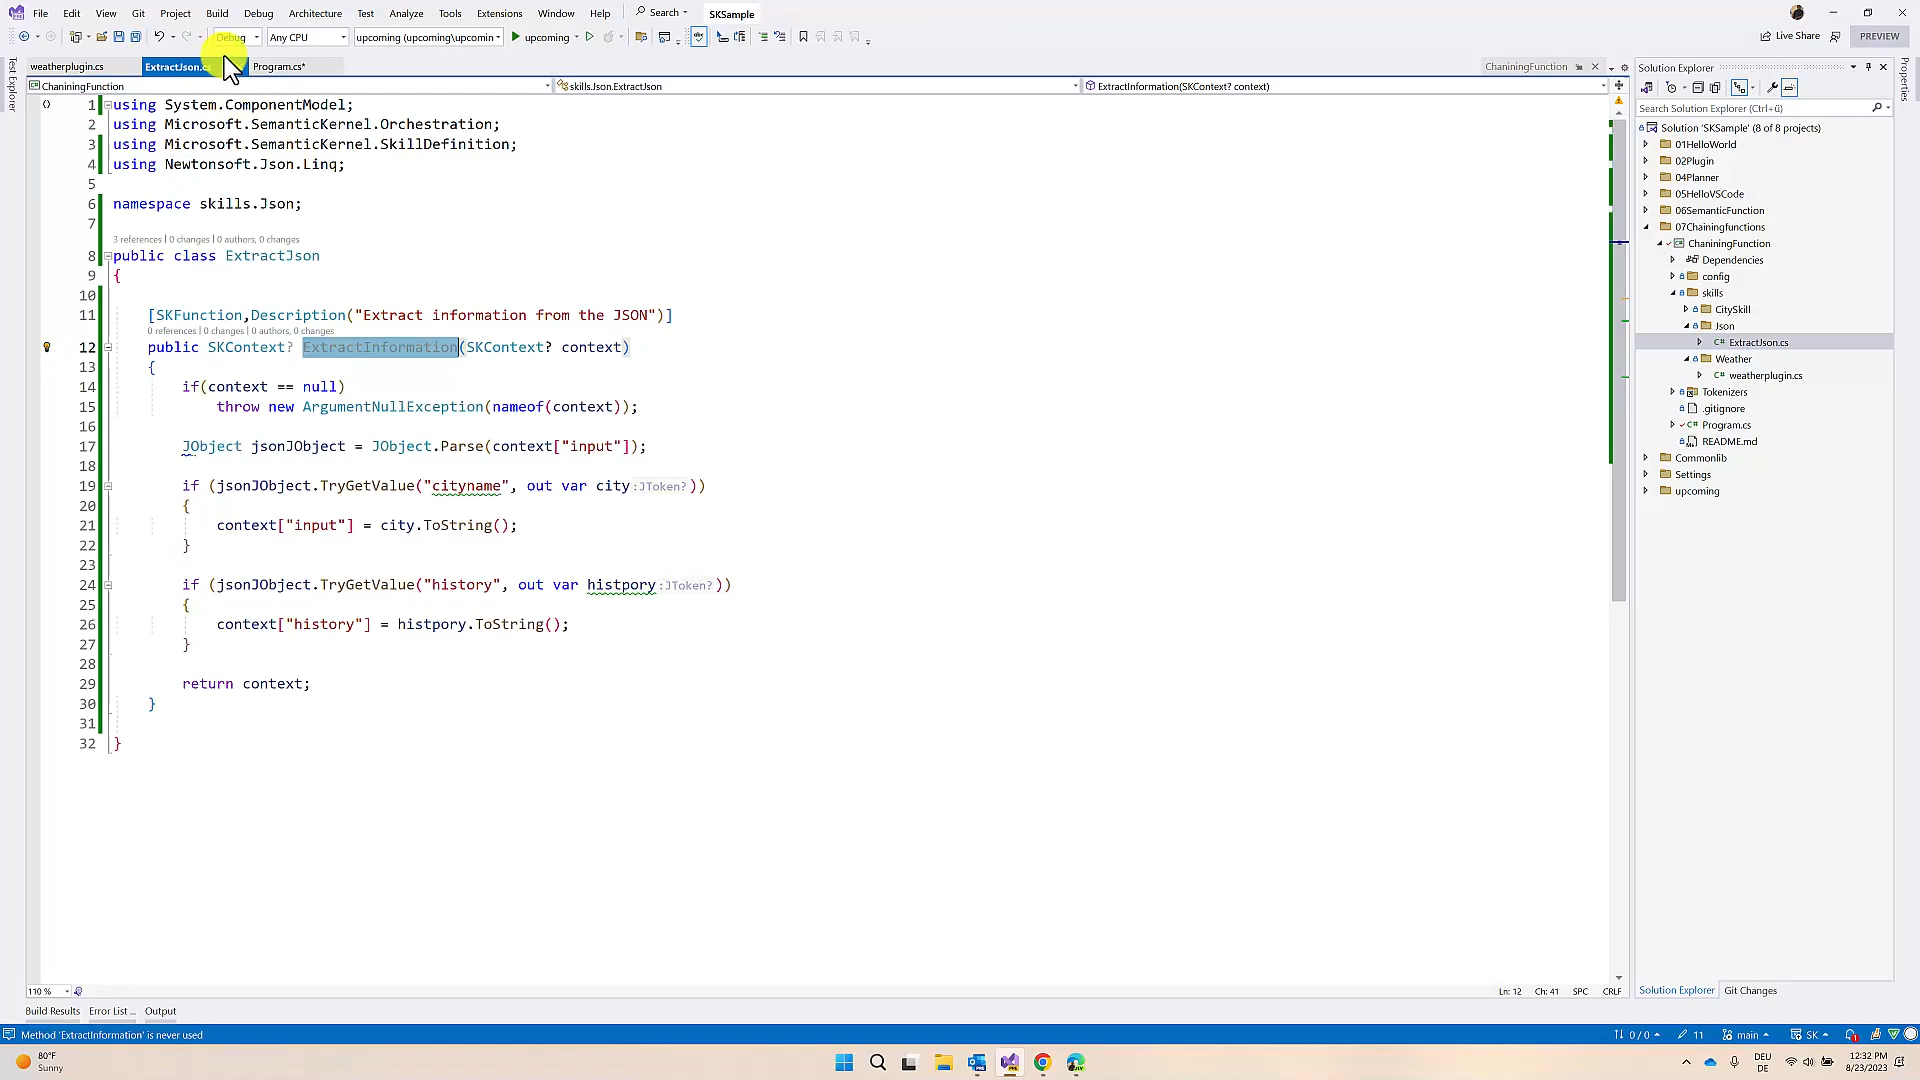 File Edit View Git Project Build Debug Test Architecture Analyze Tools Extensions Window Help Search SKSample
Debug Any CPU upcoming (upcoming\upcomin upcoming Live Share PREVIEW
weatherplugin.cs ExtractJson.cs Program.cs* ChaniningFunction
ChaniningFunction skills.Json.ExtractJson ExtractInformation(SKContext? context)
Test Explorer
1 using System.ComponentModel;
2 using Microsoft.SemanticKernel.Orchestration;
3 using Microsoft.SemanticKernel.SkillDefinition;
4 using Newtonsoft.Json.Linq;
5
6 namespace skills.Json;
7
3 references | 0 changes | 0 authors, 0 changes
8 public class ExtractJson
9 {
10
11 [SKFunction,Description("Extract information from the JSON")]
0 references | 0 changes | 0 authors, 0 changes
12 public SKContext? ExtractInformation(SKContext? context)
13 {
14 if(context == null)
15 throw new ArgumentNullException(nameof(context));
16
17 JObject jsonJObject = JObject.Parse(context["input"]);
18
19 if (jsonJObject.TryGetValue("cityname", out var city:JToken?))
20 {
21 context["input"] = city.ToString();
22 }
23
24 if (jsonJObject.TryGetValue("history", out var histpory:JToken?))
25 {
26 context["history"] = histpory.ToString();
27 }
28
29 return context;
30 }
31
32 }
110 % Ln: 12 Ch: 41 SPC CRLF
Solution Explorer
Properties
Search Solution Explorer (Ctrl+ü)
Solution 'SKSample' (8 of 8 projects)
01HelloWorld
02Plugin
04Planner
05HelloVSCode
06SemanticFunction
07Chainingfunctions
ChaniningFunction
Dependencies
config
skills
CitySkill
Json
C# ExtractJson.cs
Weather
C# weatherplugin.cs
Tokenizers
.gitignore
C# Program.cs
README.md
Commonlib
Settings
upcoming
Solution Explorer Git Changes
Build Results Error List ... Output
Method 'ExtractInformation' is never used 0 / 0 11 main SK 1
80°F
Sunny
DEU
DE
12:32 PM
8/23/2023